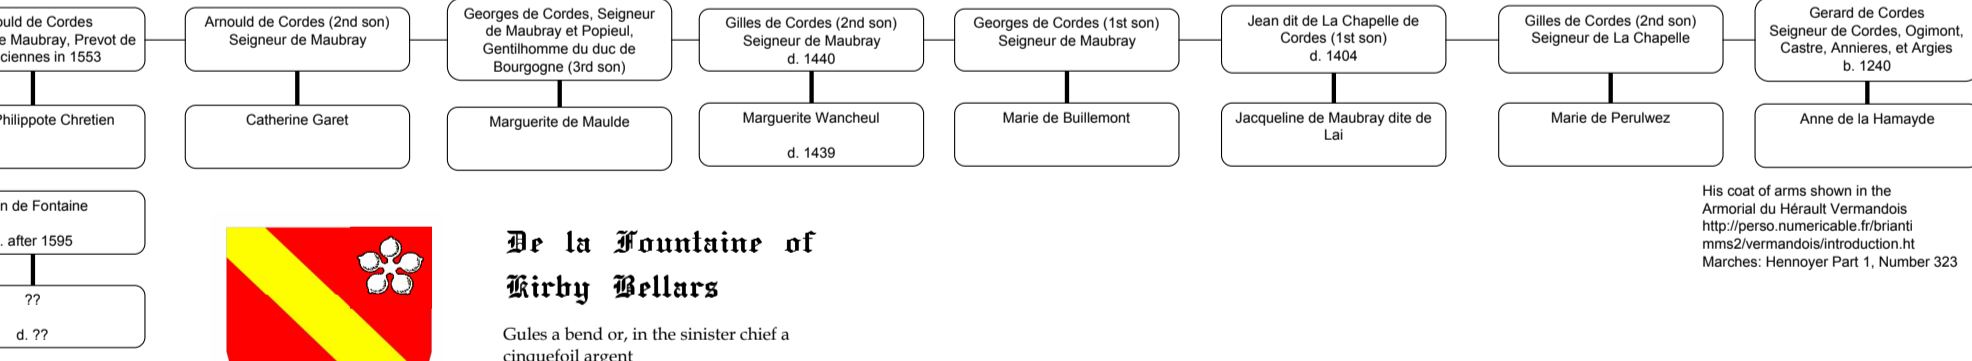 ould de Cordes
e Maubray, Prevot de
ciennes in 1553
Philippote Chretien
Arnould de Cordes (2nd son)
Seigneur de Maubray
Catherine Garet
Georges de Cordes, Seigneur
de Maubray et Popieul,
Gentilhomme du duc de
Bourgogne (3rd son)
Marguerite de Maulde
Gilles de Cordes (2nd son)
Seigneur de Maubray
d. 1440
Marguerite Wancheul
d. 1439
Georges de Cordes (1st son)
Seigneur de Maubray
Marie de Buillemont
Jean dit de La Chapelle de
Cordes (1st son)
d. 1404
Jacqueline de Maubray dite de
Lai
Gilles de Cordes (2nd son)
Seigneur de La Chapelle
Marie de Perulwez
Gerard de Cordes
Seigneur de Cordes, Ogimont,
Castre, Annieres, et Argies
b. 1240
Anne de la Hamayde
His coat of arms shown in the
Armorial du Hérault Vermandois
http://perso.numericable.fr/brianti
mms2/vermandois/introduction.ht
Marches: Hennoyer Part 1, Number 323
n de Fontaine
. after 1595
??
d. ??
De la Fountaine of
Kirby Bellars
Gules a bend or, in the sinister chief a
cinquefoil argent